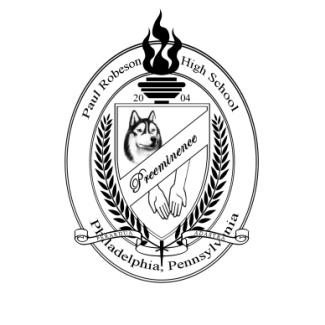 Paul Robeson High School
20 04
Preeminence
Philadelphia, Pennsylvania